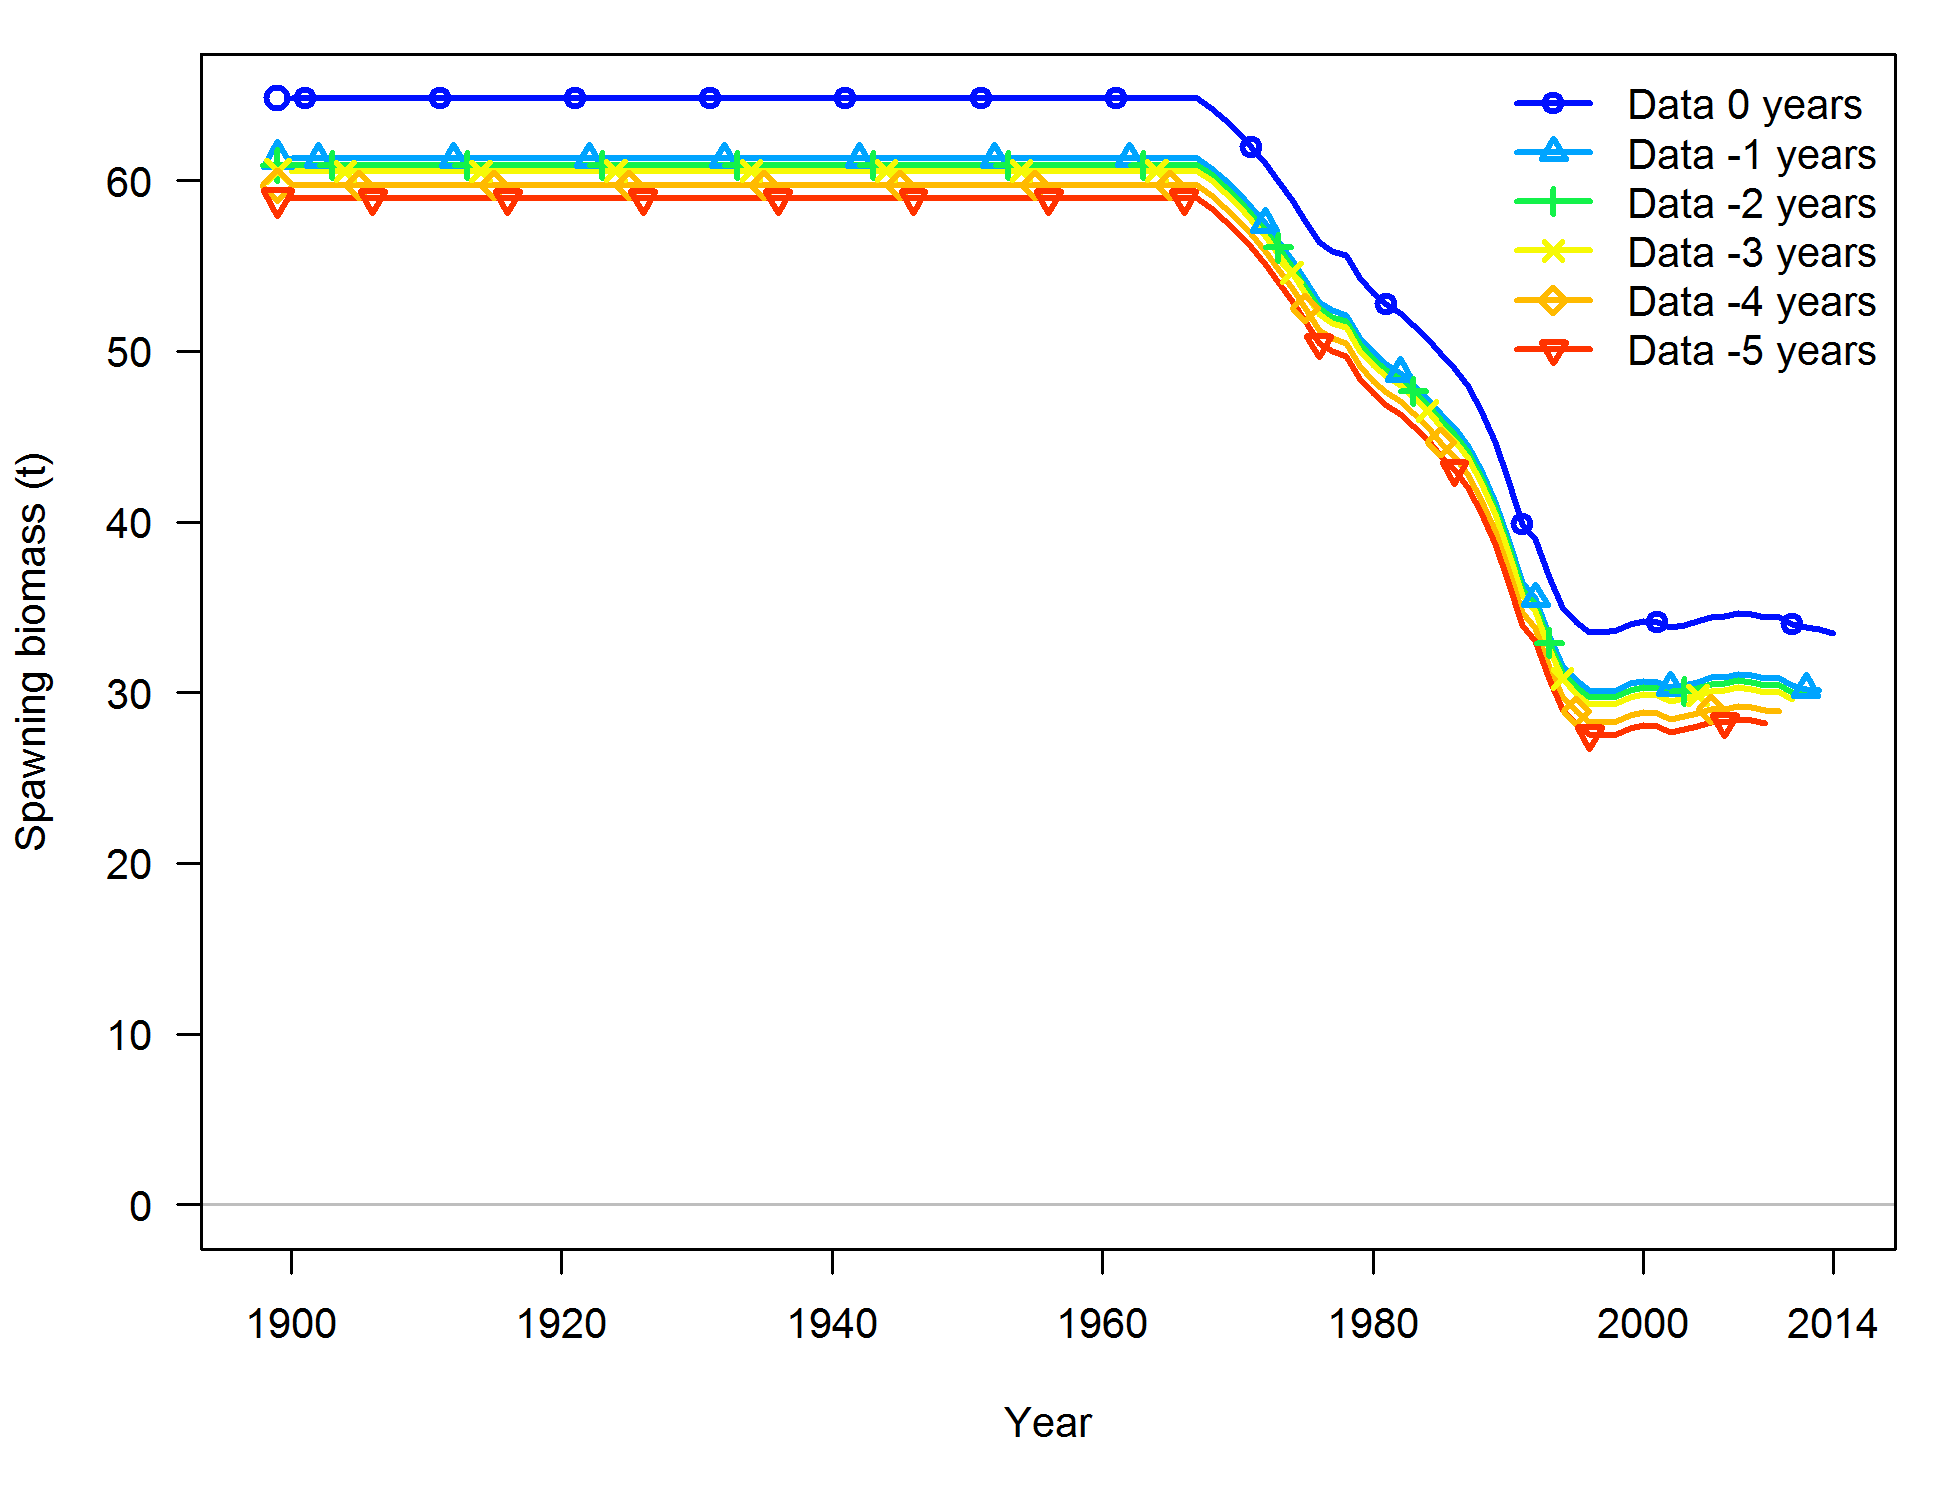 Data 0 years
Data -1 years
Data -2 years
Data -3 years
Data -4 years
Data -5 years
Spawning biomass (t)
60
50
40
30
20
10
0
1900 1920 1940 1960 1980 2000 2014
Year